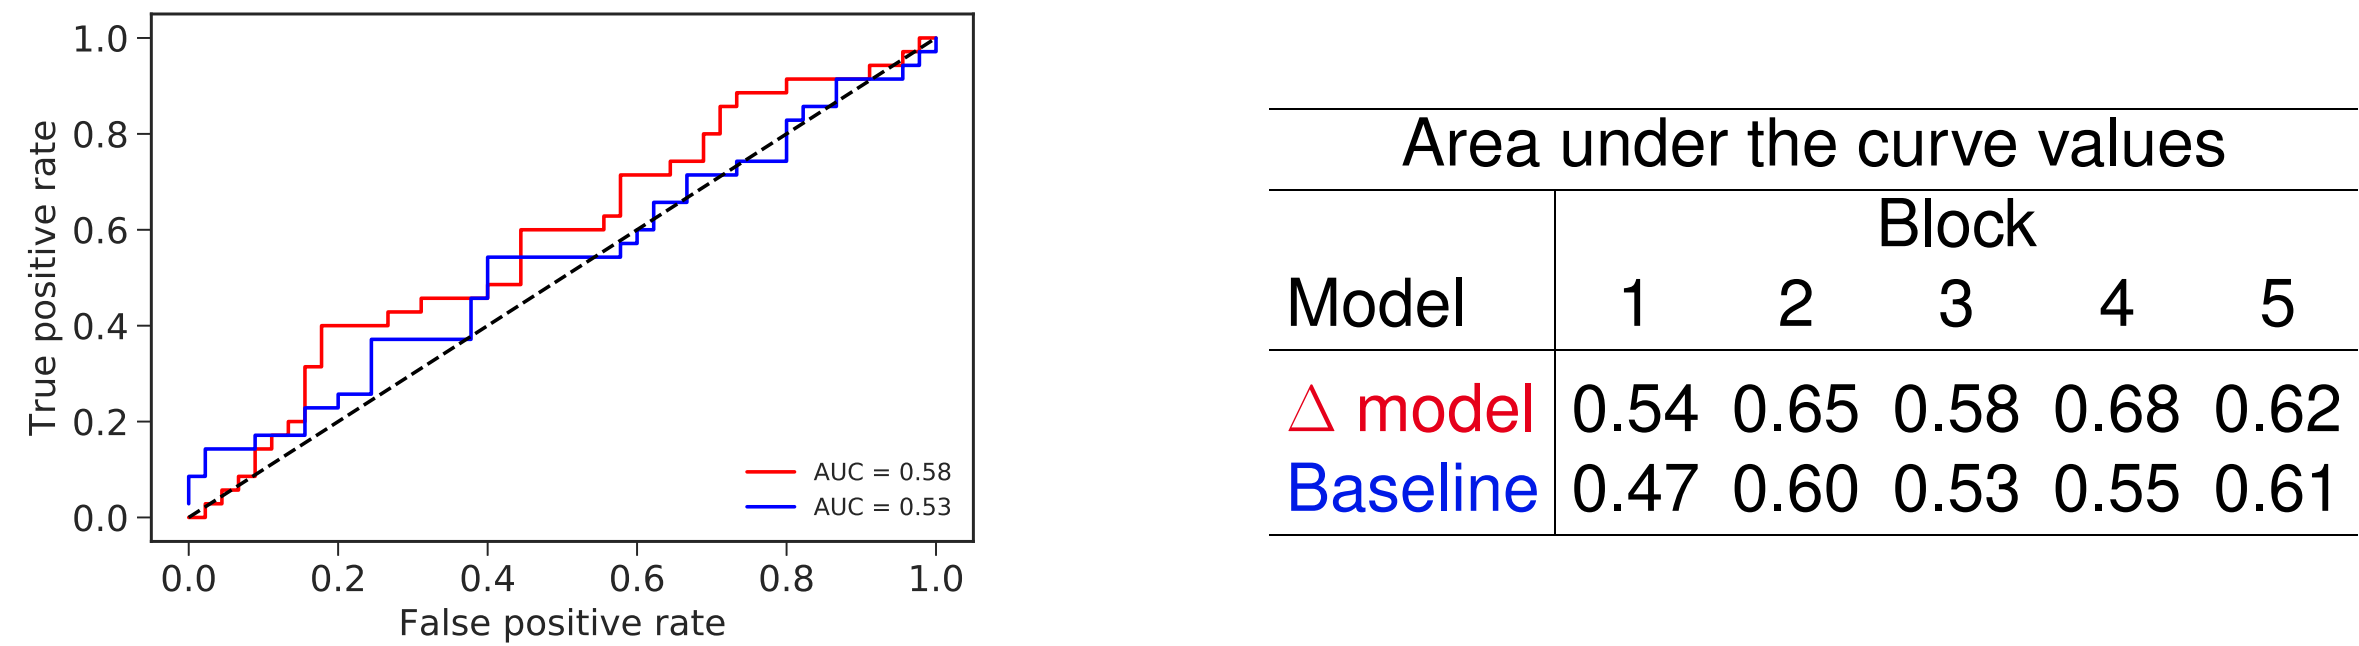 True positive rate
1.0
0.8
0.6
0.4
0.2
0.0
AUC = 0.58
AUC = 0.53
0.0 0.2 0.4 0.6 0.8 1.0
False positive rate
Area under the curve values
Block
Model 1 2 3 4 5
Δ model 0.54 0.65 0.58 0.68 0.62
Baseline 0.47 0.60 0.53 0.55 0.61